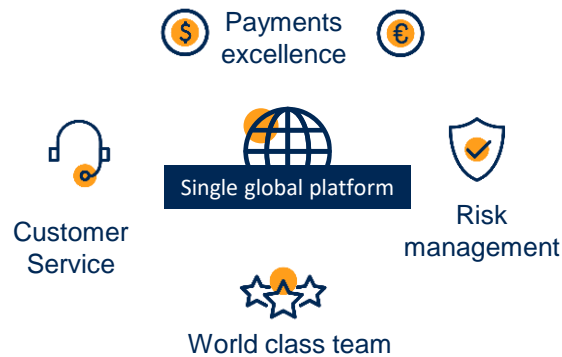 $ Payments €
excellence
Single global platform
Customer
Service
Risk
management
World class team